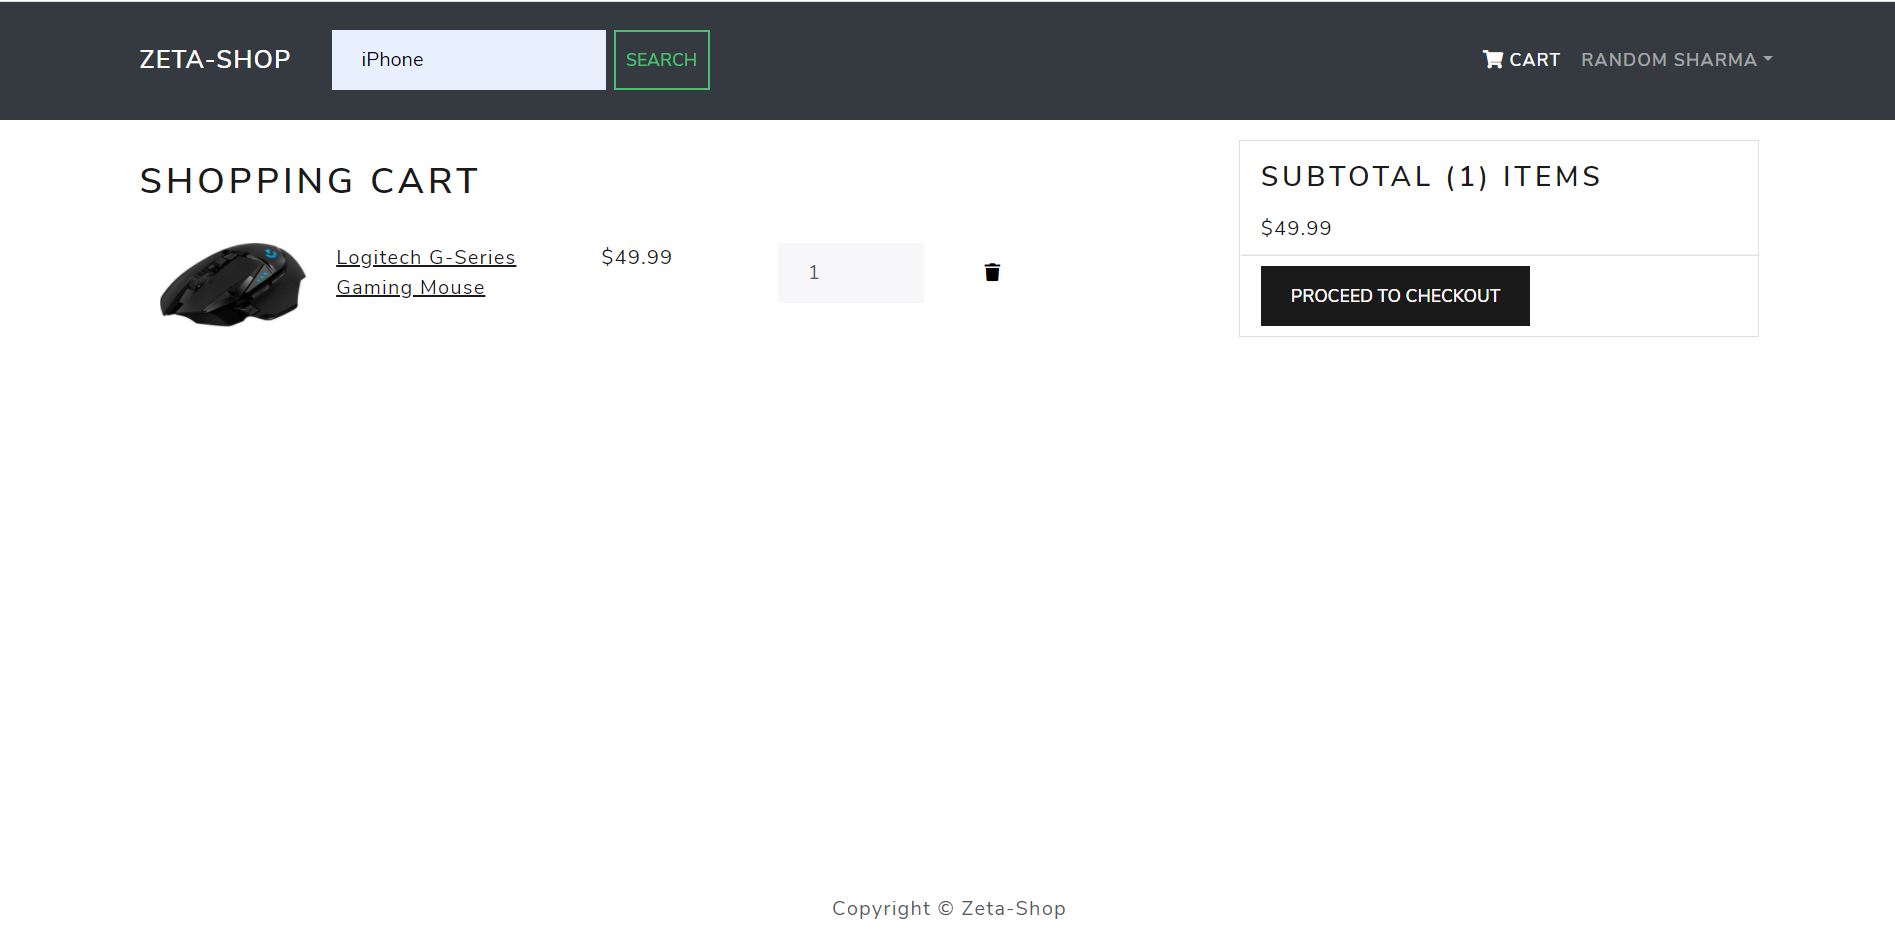 ZETA-SHOP
iPhone
SEARCH
CART
RANDOM SHARMA
SHOPPING CART
Logitech G-Series
Gaming Mouse
$49.99
1
SUBTOTAL (1) ITEMS
$49.99
PROCEED TO CHECKOUT
Copyright © Zeta-Shop